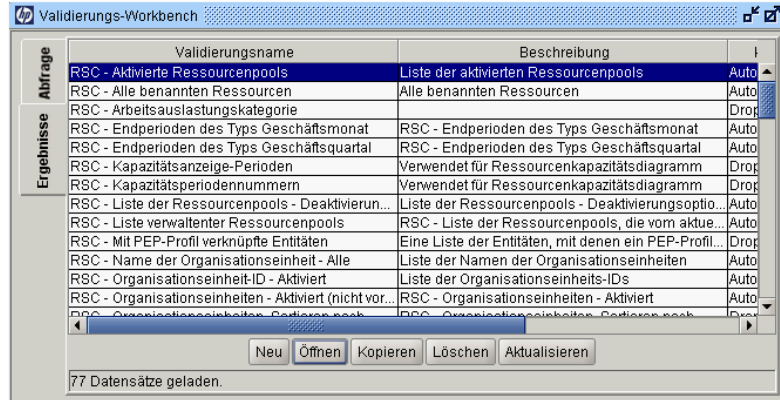 hp Validierungs-Workbench
Abfrage
Ergebnisse
Validierungsname Beschreibung
RSC - Aktivierte Ressourcenpools Liste der aktivierten Ressourcenpools Auto
RSC - Alle benannten Ressourcen Alle benannten Ressourcen Auto
RSC - Arbeitsauslastungskategorie Drop
RSC - Endperioden des Typs Geschäftsmonat RSC - Endperioden des Typs Geschäftsmonat Auto
RSC - Endperioden des Typs Geschäftsquartal RSC - Endperioden des Typs Geschäftsquartal Auto
RSC - Kapazitätsanzeige-Perioden Verwendet für Ressourcenkapazitätsdiagramm Drop
RSC - Kapazitätsperiodennummern Verwendet für Ressourcenkapazitätsdiagramm Drop
RSC - Liste der Ressourcenpools - Deaktivierun... Liste der Ressourcenpools - Deaktivierungsoptio... Auto
RSC - Liste verwaltenter Ressourcenpools RSC - Liste der Ressourcenpools, die vom aktue... Auto
RSC - Mit PEP-Profil verknüpfte Entitäten Eine Liste der Entitäten, mit denen ein PEP-Profil... Drop
RSC - Name der Organisationseinheit - Alle Liste der Namen der Organisationseinheiten Auto
RSC - Organisationseinheit-ID - Aktiviert Liste der Organisationseinheits-IDs Auto
RSC - Organisationseinheiten - Aktiviert (nicht vor... RSC - Organisationseinheiten - Aktiviert Auto
Neu Öffnen Kopieren Löschen Aktualisieren
77 Datensätze geladen.